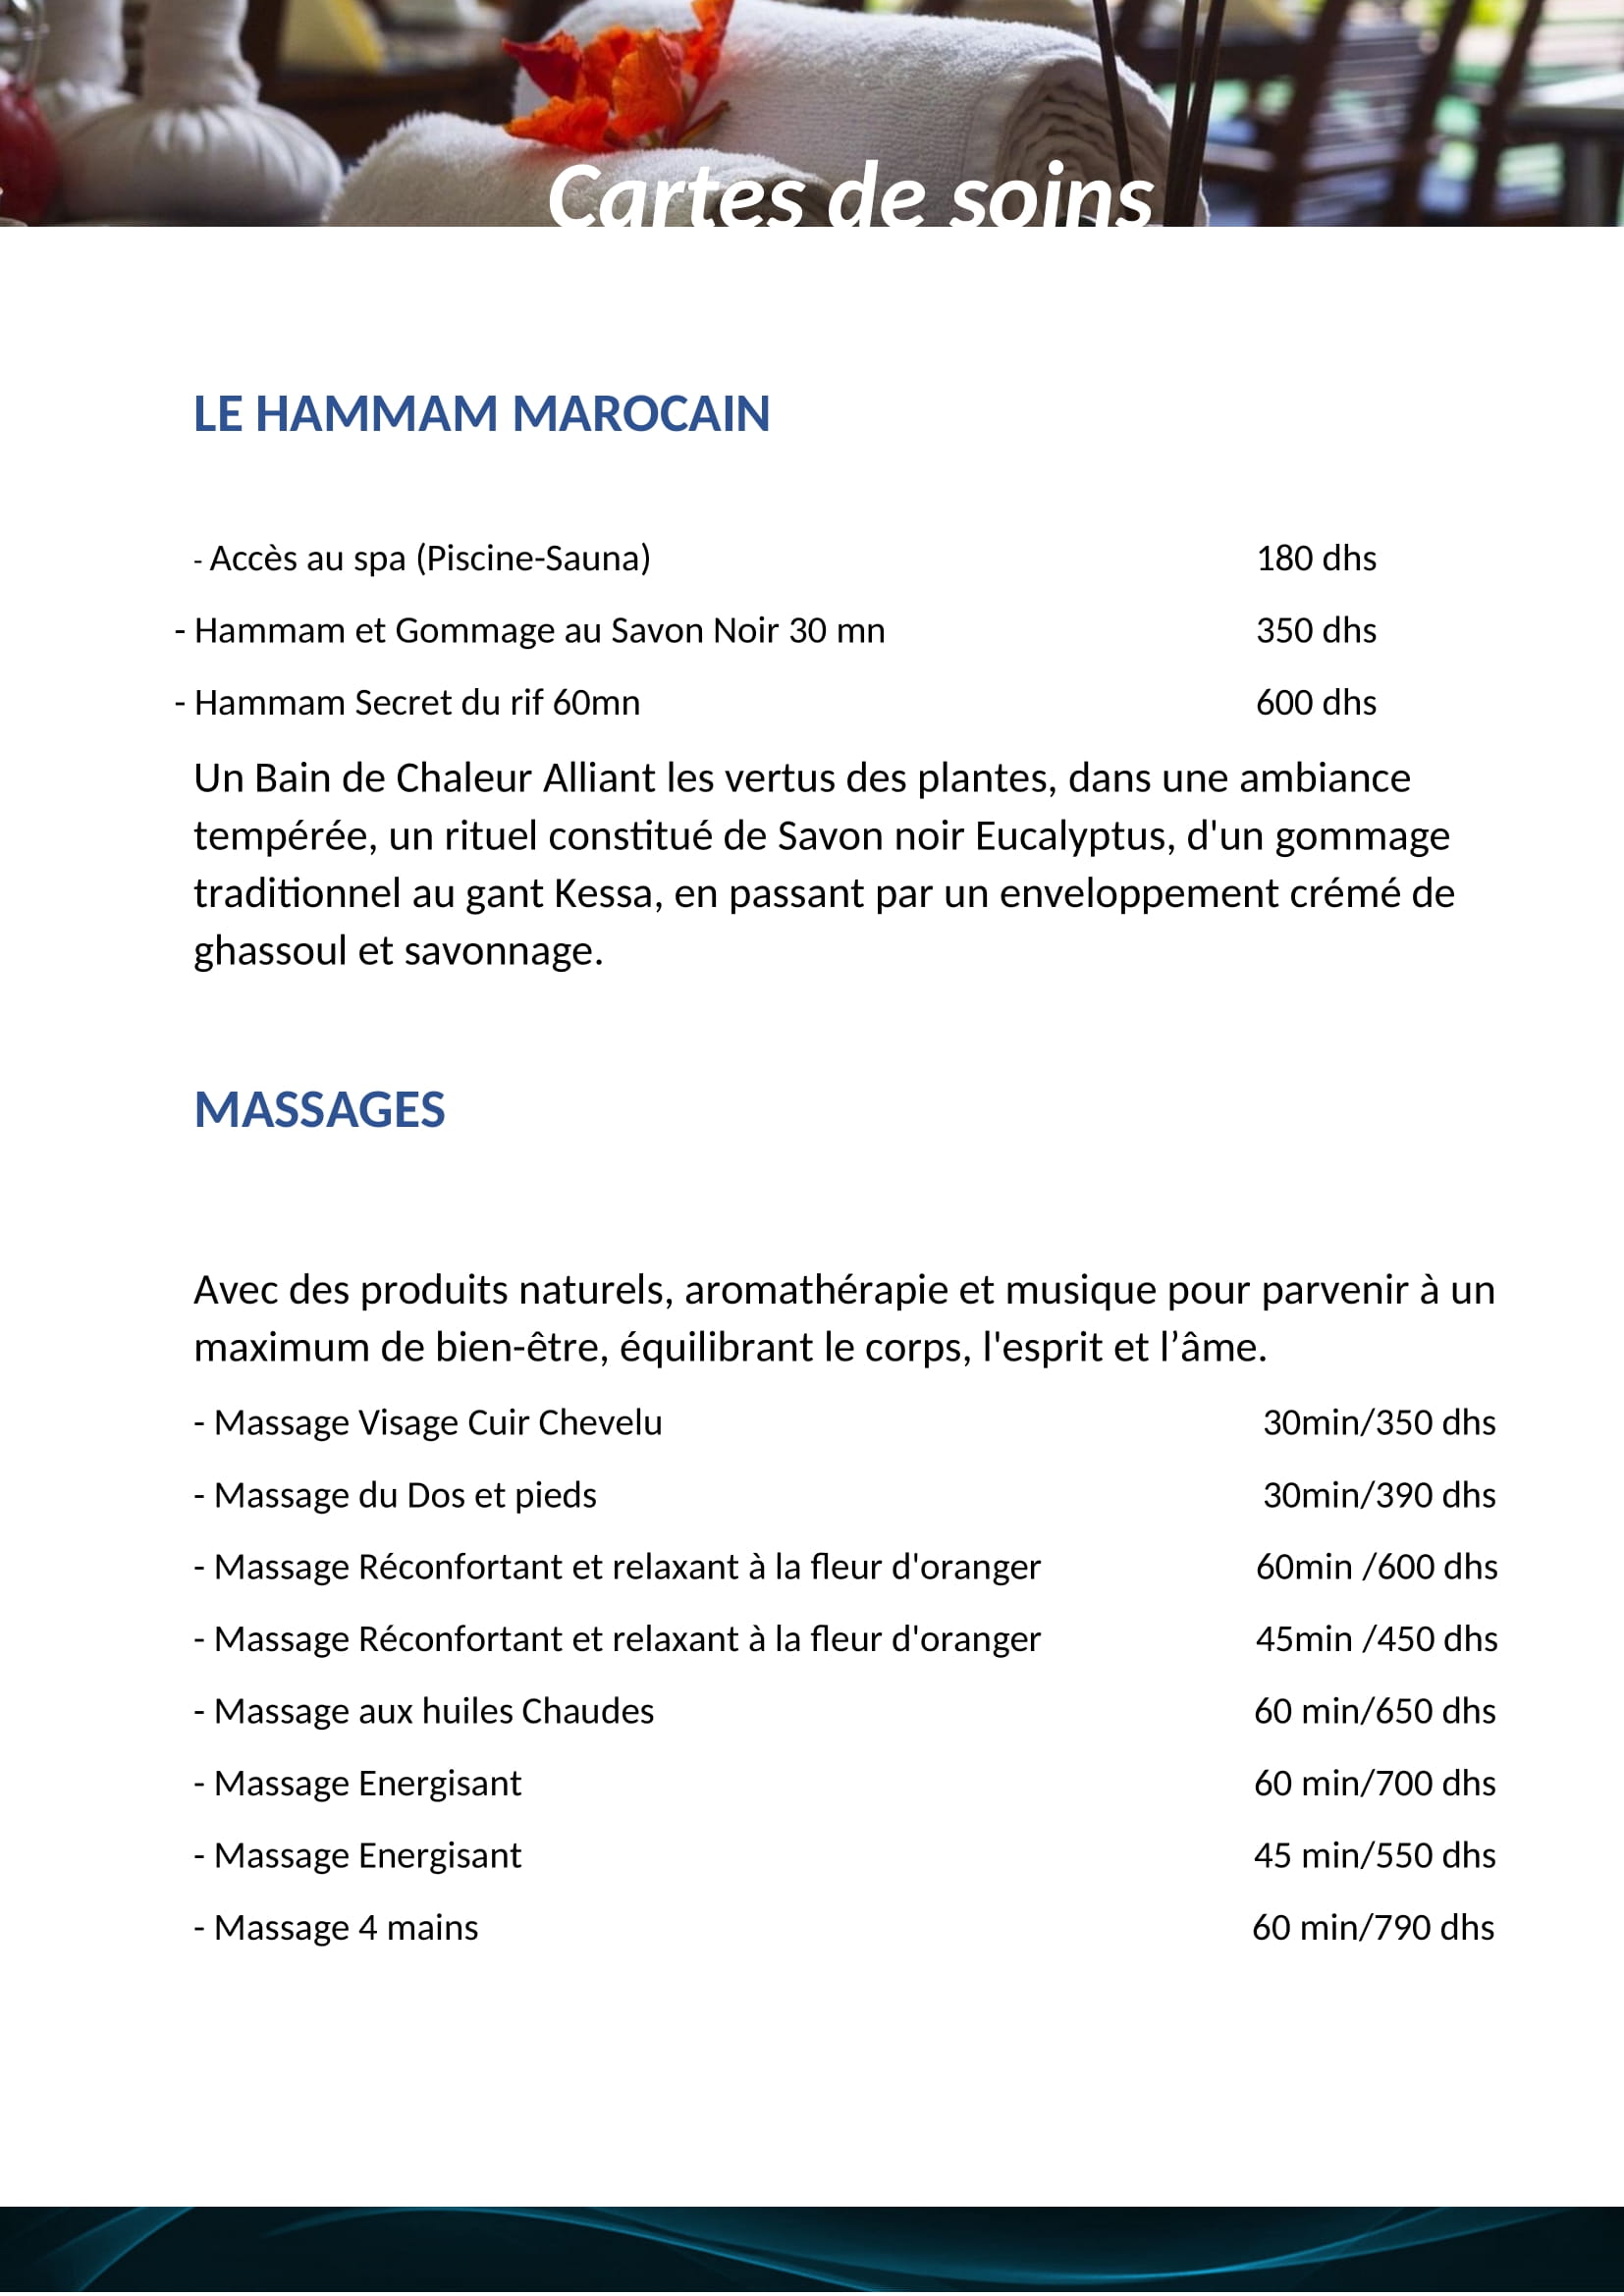 Cartes de soins
LE HAMMAM MAROCAIN
- Accès au spa (Piscine-Sauna) 180 dhs
- Hammam et Gommage au Savon Noir 30 mn 350 dhs
- Hammam Secret du rif 60mn 600 dhs
Un Bain de Chaleur Alliant les vertus des plantes, dans une ambiance
tempérée, un rituel constitué de Savon noir Eucalyptus, d'un gommage
traditionnel au gant Kessa, en passant par un enveloppement crémé de
ghassoul et savonnage.
MASSAGES
Avec des produits naturels, aromathérapie et musique pour parvenir à un
maximum de bien-être, équilibrant le corps, l'esprit et l’âme.
- Massage Visage Cuir Chevelu 30min/350 dhs
- Massage du Dos et pieds 30min/390 dhs
- Massage Réconfortant et relaxant à la fleur d'oranger 60min /600 dhs
- Massage Réconfortant et relaxant à la fleur d'oranger 45min /450 dhs
- Massage aux huiles Chaudes 60 min/650 dhs
- Massage Energisant 60 min/700 dhs
- Massage Energisant 45 min/550 dhs
- Massage 4 mains 60 min/790 dhs